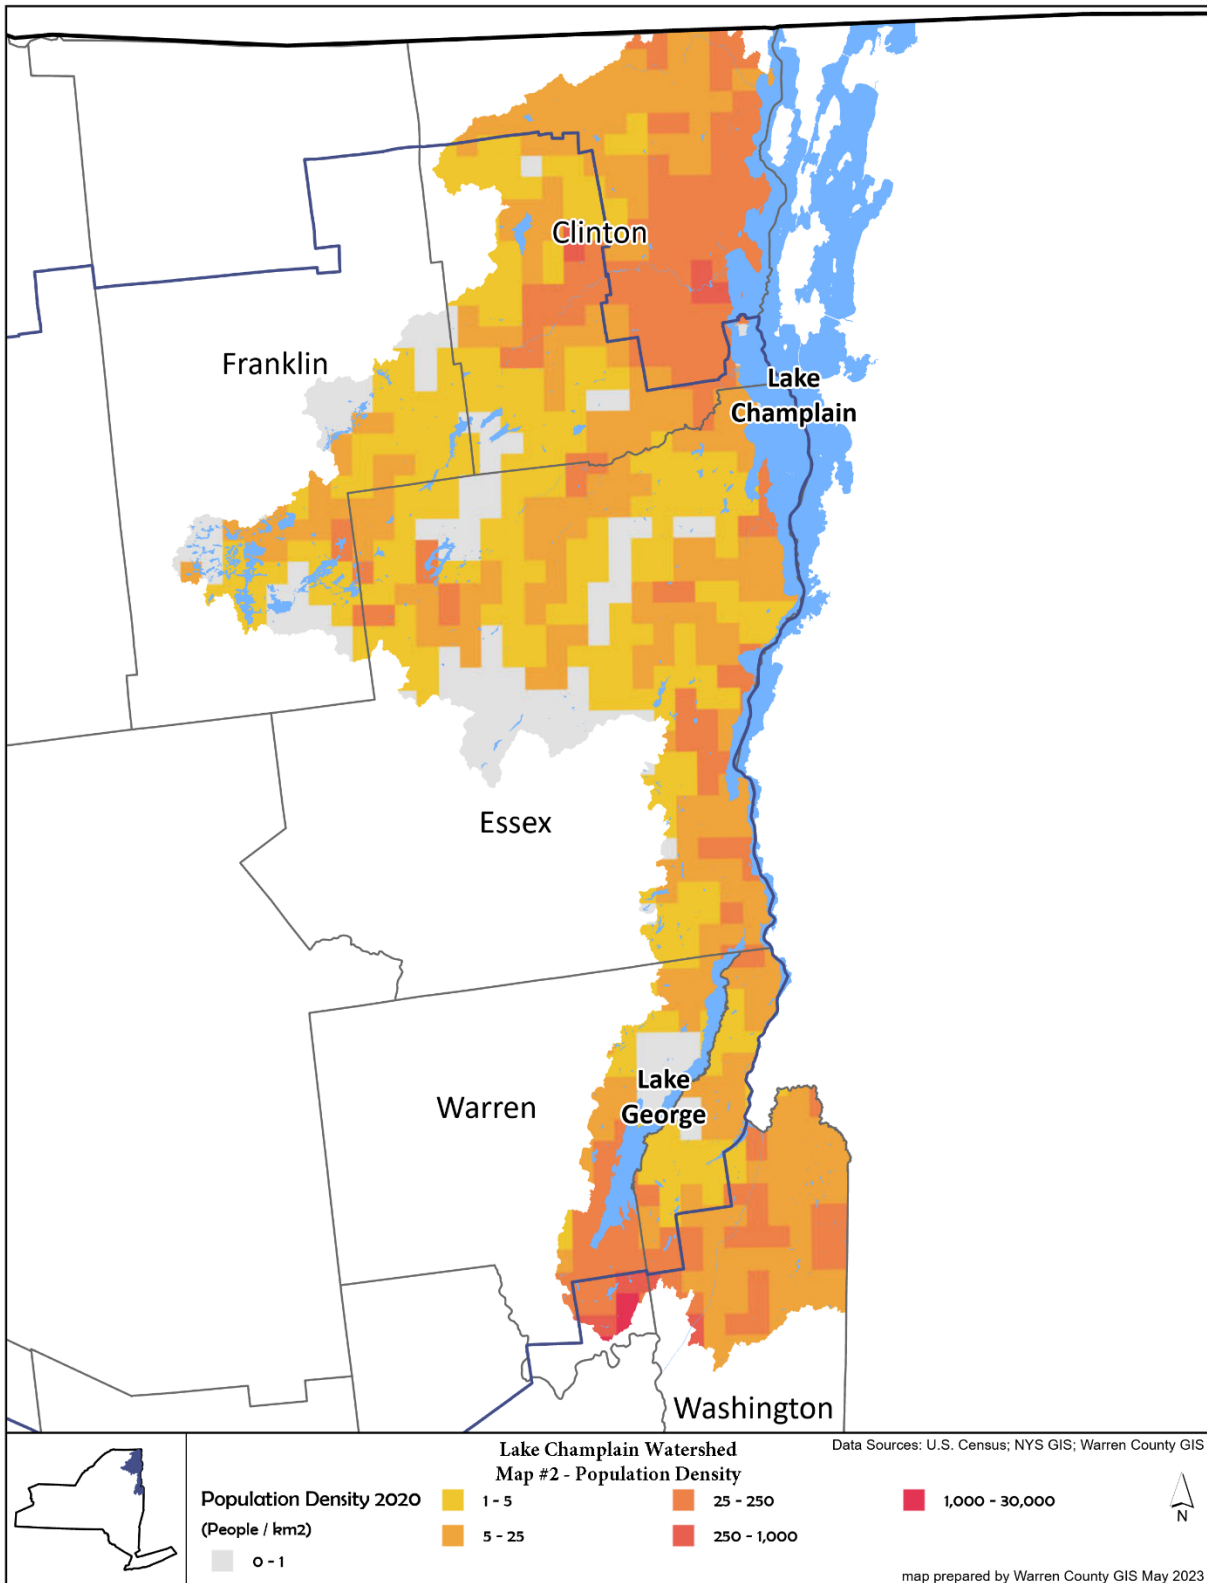 Clinton
Franklin
Lake
Champlain
Essex
Lake
George
Warren
Washington
Lake Champlain Watershed
Map #2 - Population Density
Data Sources: U.S. Census; NYS GIS; Warren County GIS
Population Density 2020
(People / km2)
0 - 1
1 - 5
5 - 25
25 - 250
250 - 1,000
1,000 - 30,000
N
map prepared by Warren County GIS May 2023